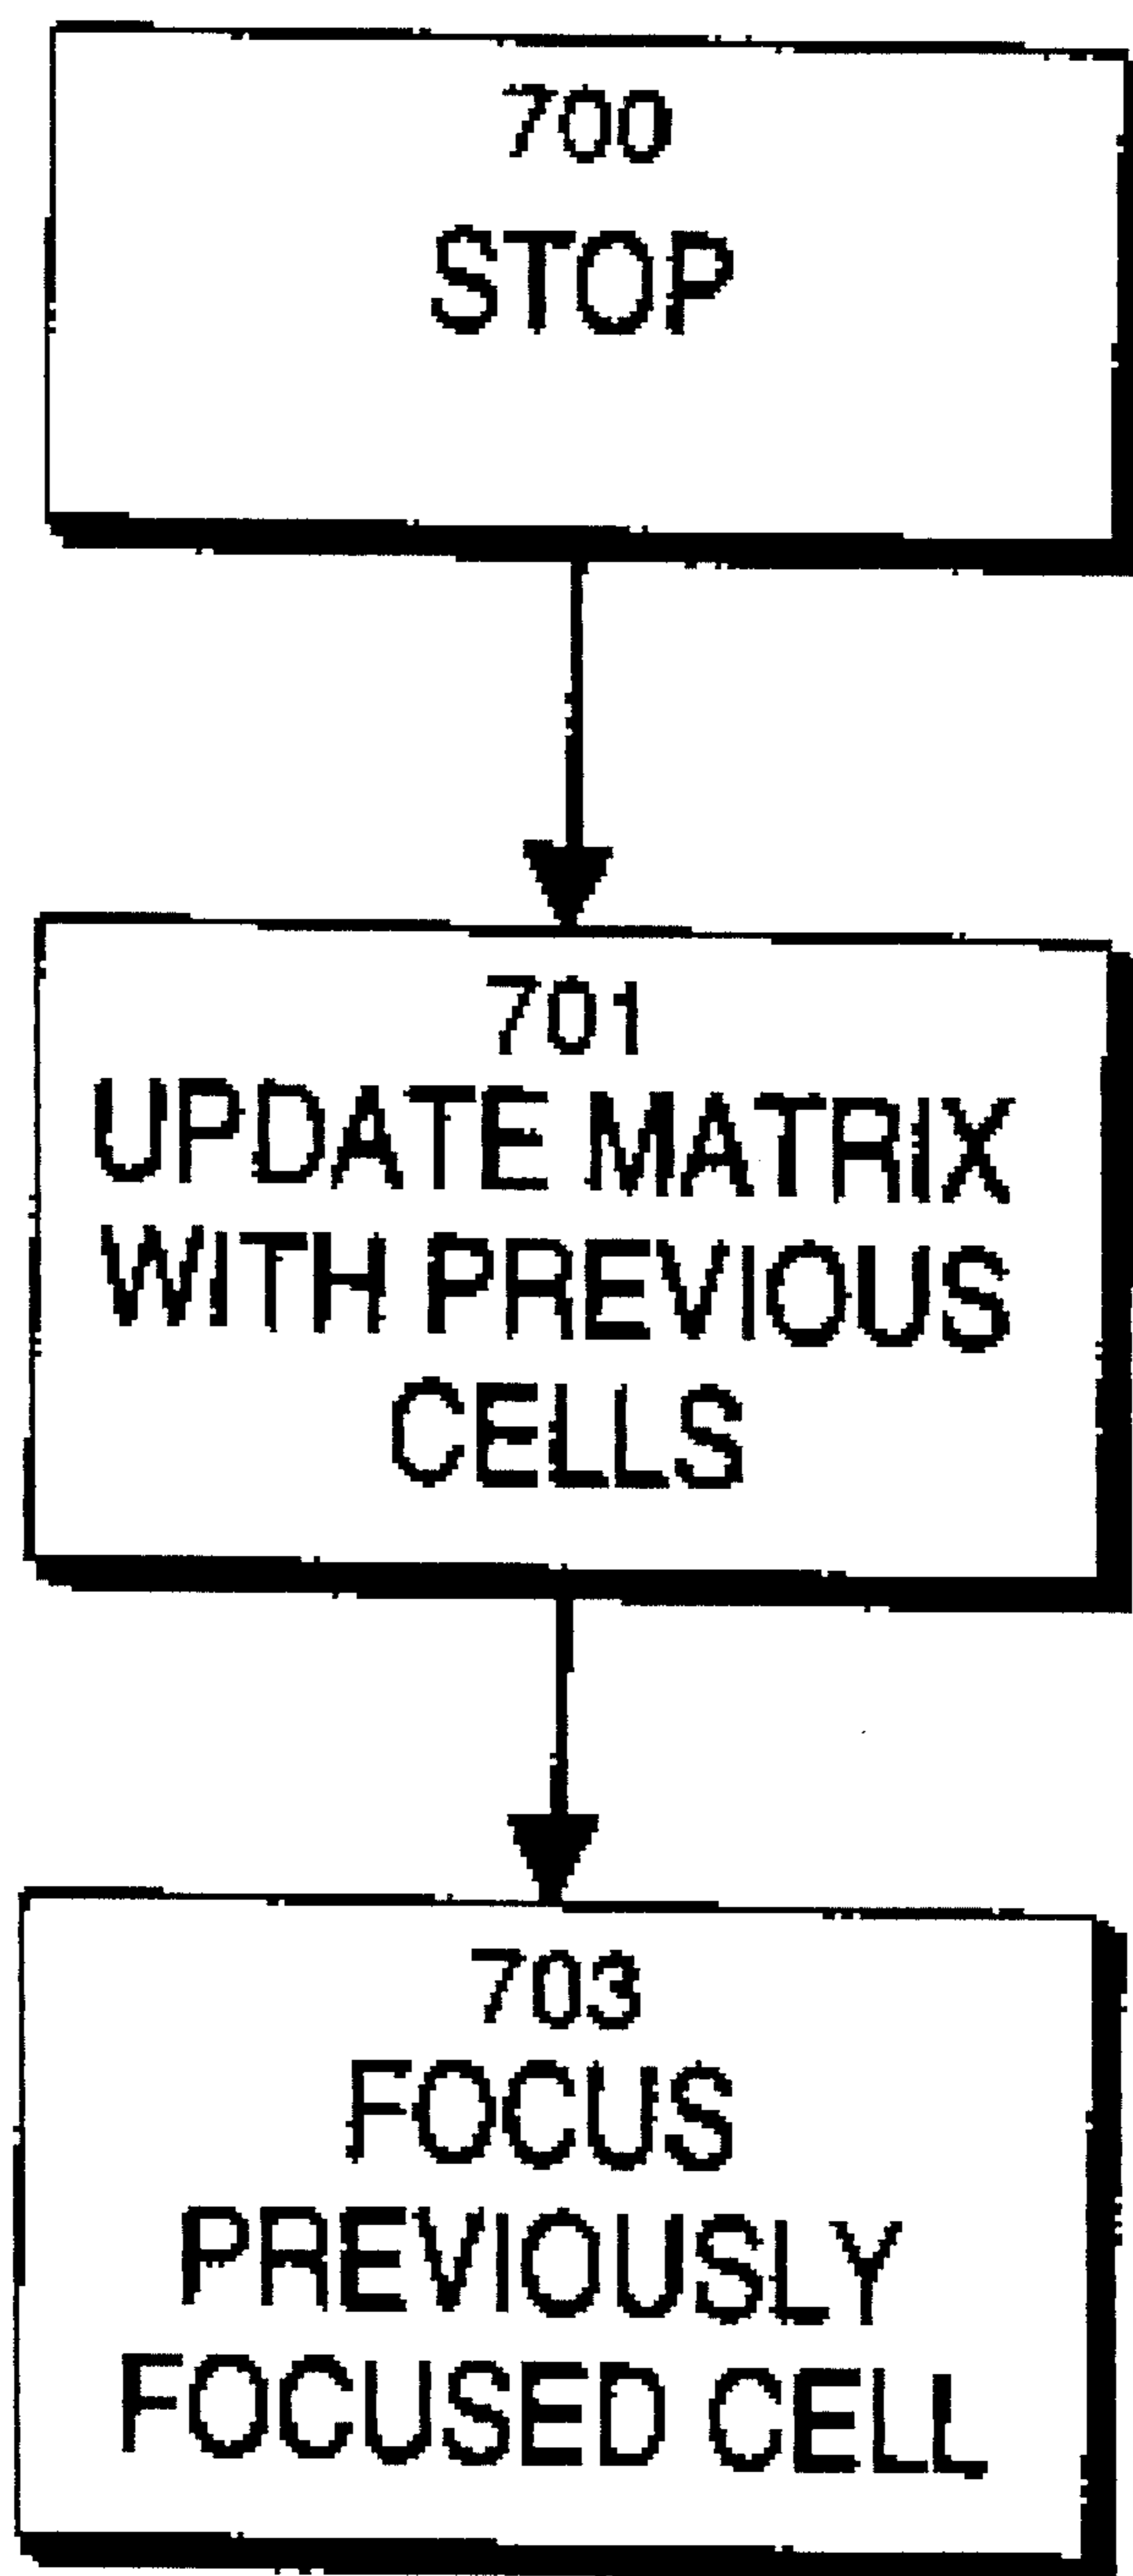 700
STOP
701
UPDATE MATRIX
WITH PREVIOUS
CELLS
703
FOCUS
PREVIOUSLY
FOCUSED CELL